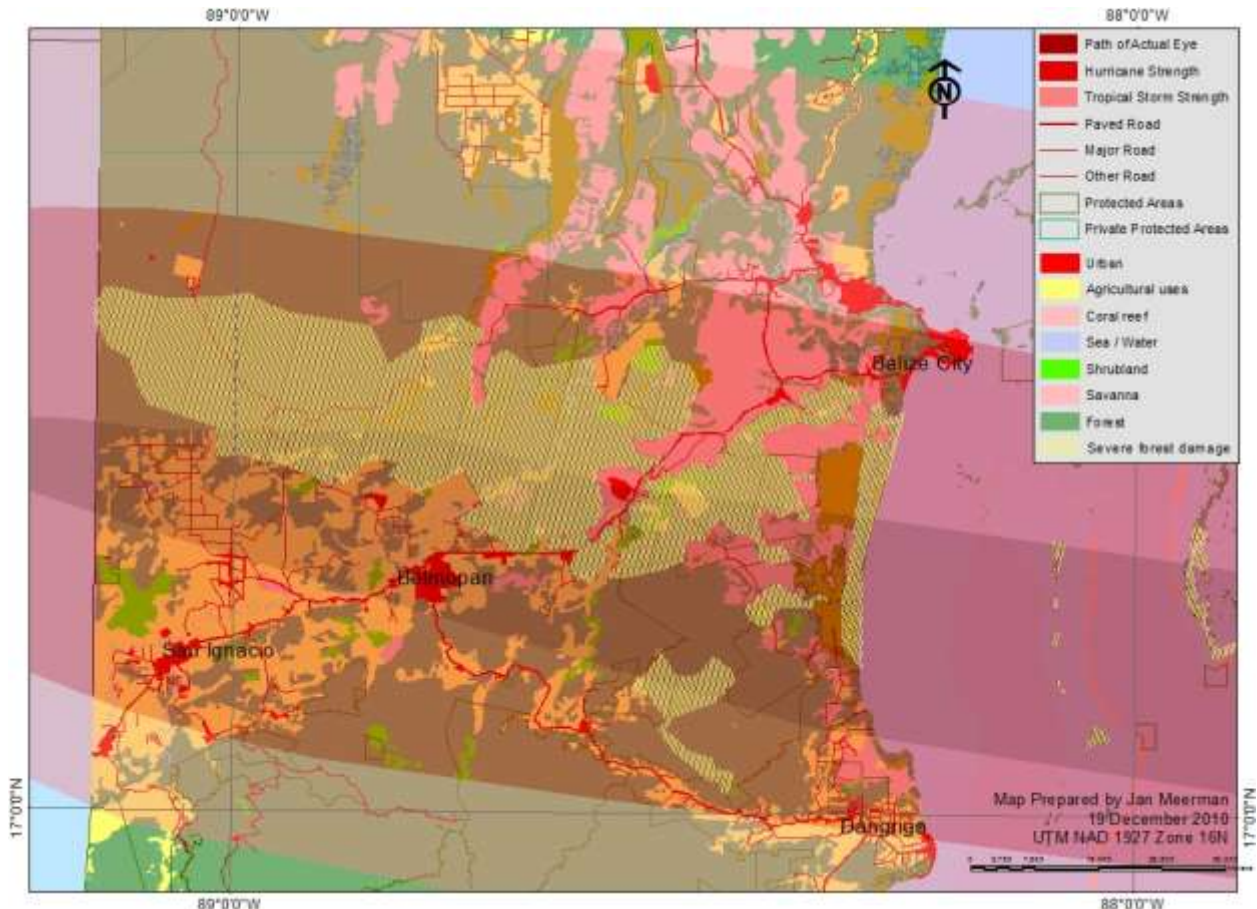 89°0'0"W
88°0'0"W
Path of Actual Eye
Hurricane Strength
Tropical Storm Strength
Paved Road
Major Road
Other Road
Protected Areas
Private Protected Areas
Urban
Agricultural uses
Coral reef
Sea / Water
Shrubland
Savanna
Forest
Severe forest damage
N
Belize City
Belmopan
San Ignacio
Dangriga
17°0'0"N
17°0'0"N
Map Prepared by Jan Meerman
19 December 2010
UTM NAD 1927 Zone 16N
0
89°0'0"W
88°0'0"W